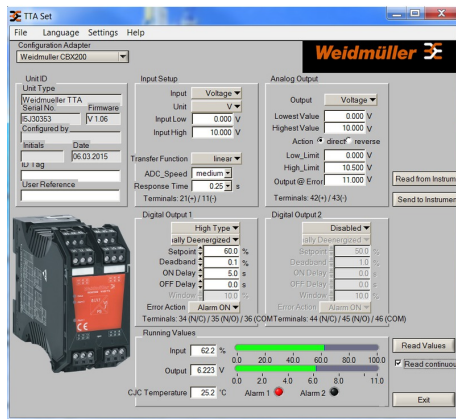 TTA Set
File Language Settings Help
Configuration Adapter
Weidmuller CBX200
Weidmüller
Unit ID
Unit Type
Weidmueller TTA
Serial No. Firmware
I5J30353 V 1.06
Configured by
Initials Date
06.03.2015
ID Tag
User Reference
Input Setup
Input Voltage
Unit V
Input Low 0.000 V
Input High 10.000 V
Transfer Function linear
ADC_Speed medium
Response Time 0.25 s
Terminals: 21(+) / 11(-)
Analog Output
Output Voltage
Lowest Value 0.000 V
Highest Value 10.000 V
Action direct reverse
Low_Limit 0.000 V
High_Limit 10.500 V
Output @ Error 11.000 V
Terminals: 42(+) / 43(-)
Read from Instrum
Send to Instrumen
Digital Output 1
High Type
ially Deenergized
Setpoint 60.0 %
Deadband 0.1 %
ON Delay 5.0 s
OFF Delay 0.0 s
Window 10.0 %
Error Action Alarm ON
Terminals: 34 (N/C) / 35 (N/O) / 36 (COM
Digital Output 2
Disabled
ially Deenergized
Setpoint 50.0 %
Deadband 1.0 %
ON Delay 0.0 s
OFF Delay 0.0 s
Window 10.0 %
Error Action Alarm ON
Terminals: 44 (N/C) / 45 (N/O) / 46 (COM)
Running Values
Input 62.2 %
0.0 20.0 40.0 60.0 80.0 100.0
Output 6.223 V
0.0 2.0 4.0 6.0 8.0 11.0
CJC Temperature 25.2 °C Alarm 1 Alarm 2
Read Values
Read continuou
Exit